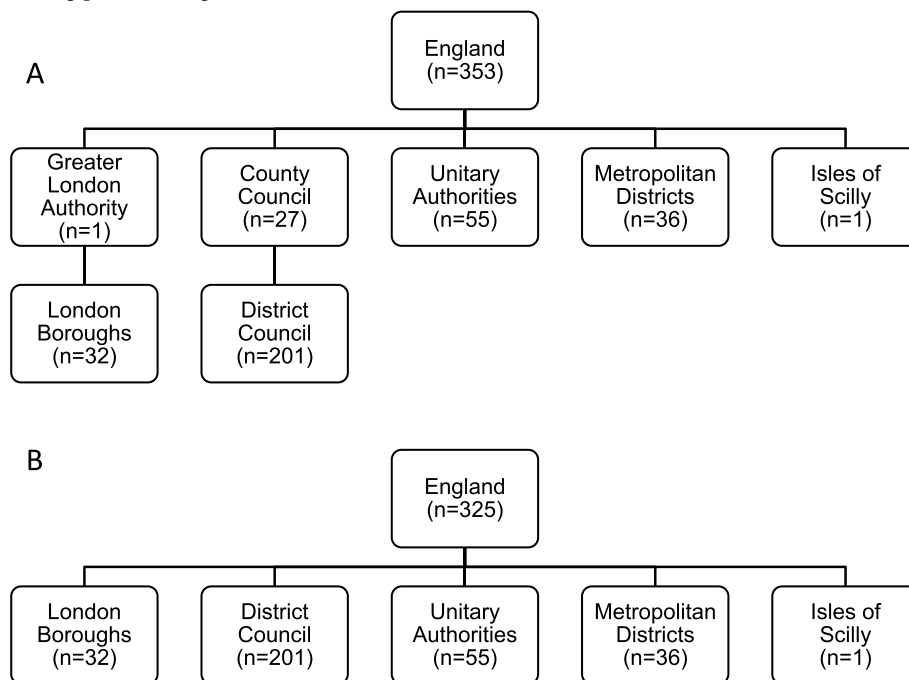 A
England
(n=353)
Greater
London
Authority
(n=1)
County
Council
(n=27)
Unitary
Authorities
(n=55)
Metropolitan
Districts
(n=36)
Isles of
Scilly
(n=1)
London
Boroughs
(n=32)
District
Council
(n=201)
B
England
(n=325)
London
Boroughs
(n=32)
District
Council
(n=201)
Unitary
Authorities
(n=55)
Metropolitan
Districts
(n=36)
Isles of
Scilly
(n=1)